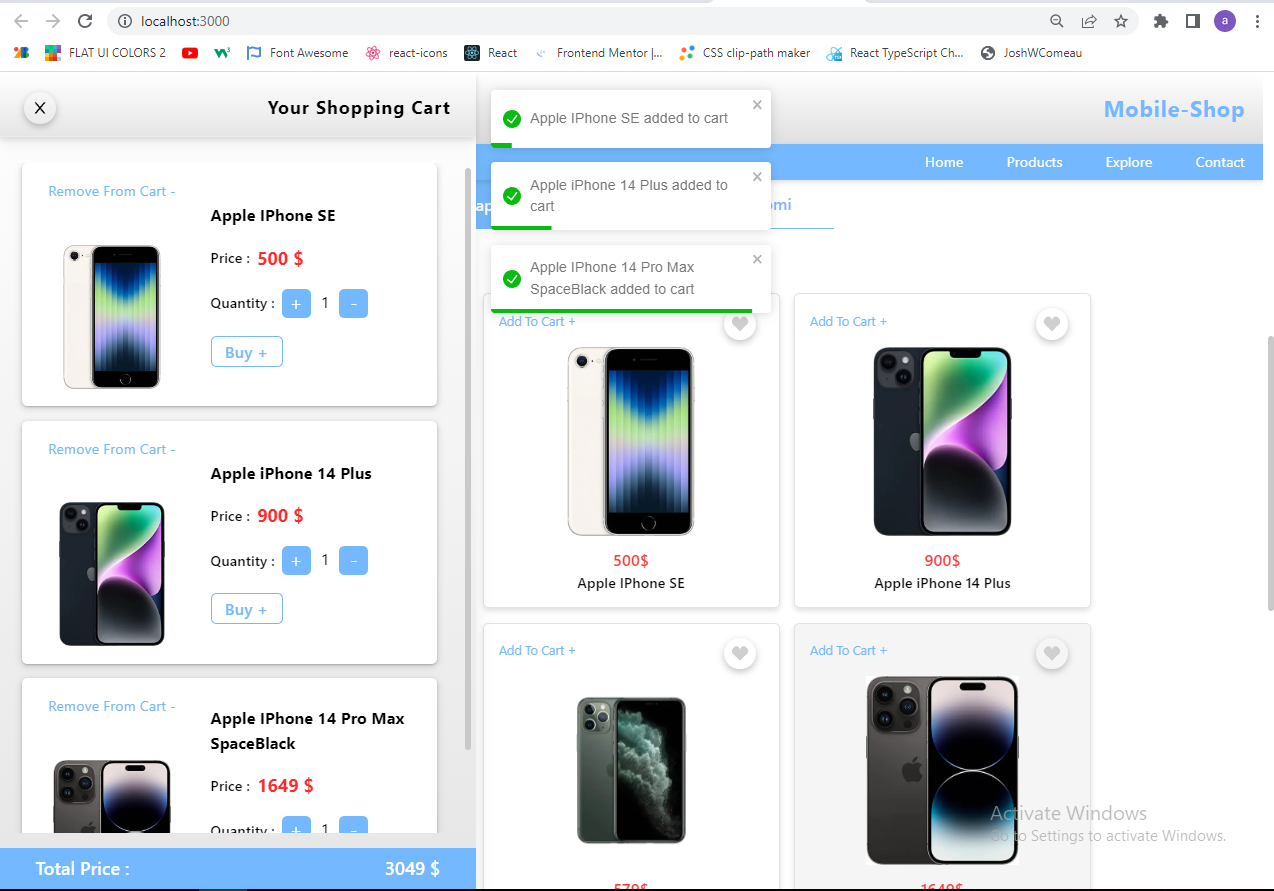 localhost:3000
a
FLAT UI COLORS 2
Font Awesome
react-icons
React
Frontend Mentor |...
CSS clip-path maker
React TypeScript Ch...
JoshWComeau
X
Your Shopping Cart
Remove From Cart -
Apple IPhone SE
Price : 500 $
Quantity : + 1 -
Buy +
Remove From Cart -
Apple iPhone 14 Plus
Price : 900 $
Quantity : + 1 -
Buy +
Remove From Cart -
Apple IPhone 14 Pro Max
SpaceBlack
Price : 1649 $
Quantity : + 1 -
Total Price : 3049 $
Apple IPhone SE added to cart
×
Apple iPhone 14 Plus added to
cart
×
Apple IPhone 14 Pro Max
SpaceBlack added to cart
×
Mobile-Shop
Home Products Explore Contact
Add To Cart +
500$
Apple IPhone SE
Add To Cart +
900$
Apple iPhone 14 Plus
Add To Cart +
579$
Add To Cart +
1649$
Activate Windows
Go to Settings to activate Windows.